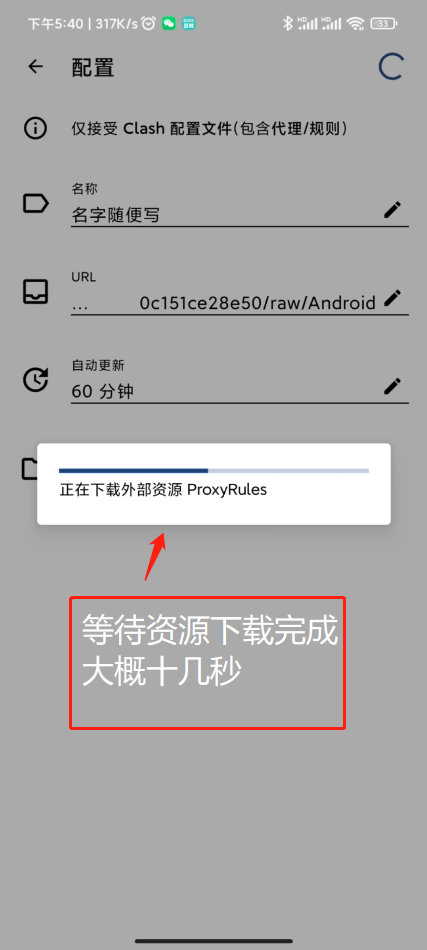 下午5:40 | 317K/s
HD HD 33
配置
仅接受 Clash 配置文件(包含代理/规则)
名称
名字随便写
URL
... 0c151ce28e50/raw/Android
自动更新
60 分钟
正在下载外部资源 ProxyRules
等待资源下载完成
大概十几秒